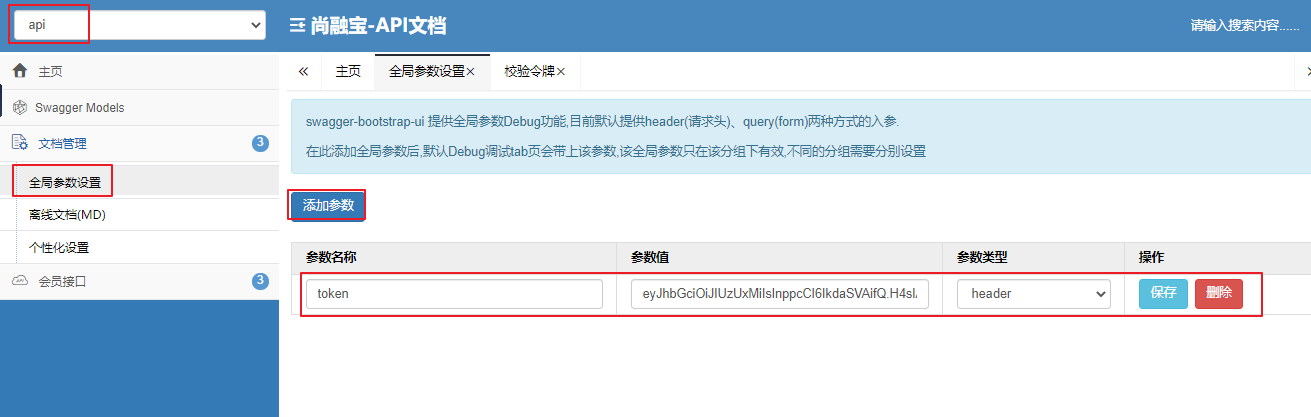 api
尚融宝-API文档
请输入搜索内容......
主页
Swagger Models
文档管理
3
全局参数设置
离线文档(MD)
个性化设置
会员接口
3
主页
全局参数设置×
校验令牌×
swagger-bootstrap-ui 提供全局参数Debug功能,目前默认提供header(请求头)、query(form)两种方式的入参.
在此添加全局参数后,默认Debug调试tab页会带上该参数,该全局参数只在该分组下有效,不同的分组需要分别设置
添加参数
参数名称 参数值 参数类型 操作
token eyJhbGciOiJIUzUxMiIsInppcCI6IkdaSVAifQ.H4sI header 保存 删除